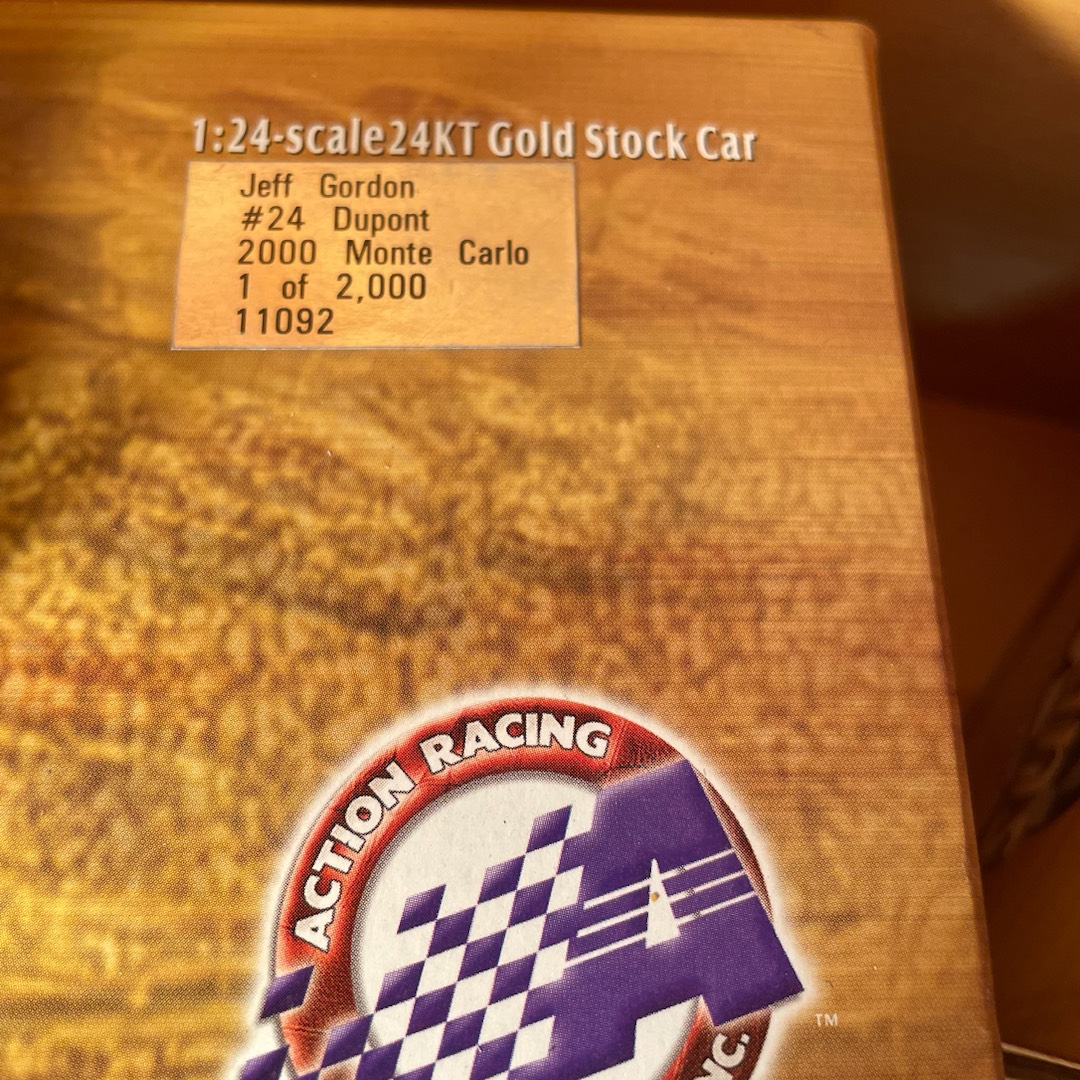 1:24-scale24KT Gold Stock Car
Jeff Gordon
#24 Dupont
2000 Monte Carlo
1 of 2,000
11092
ACTION RACING
TM